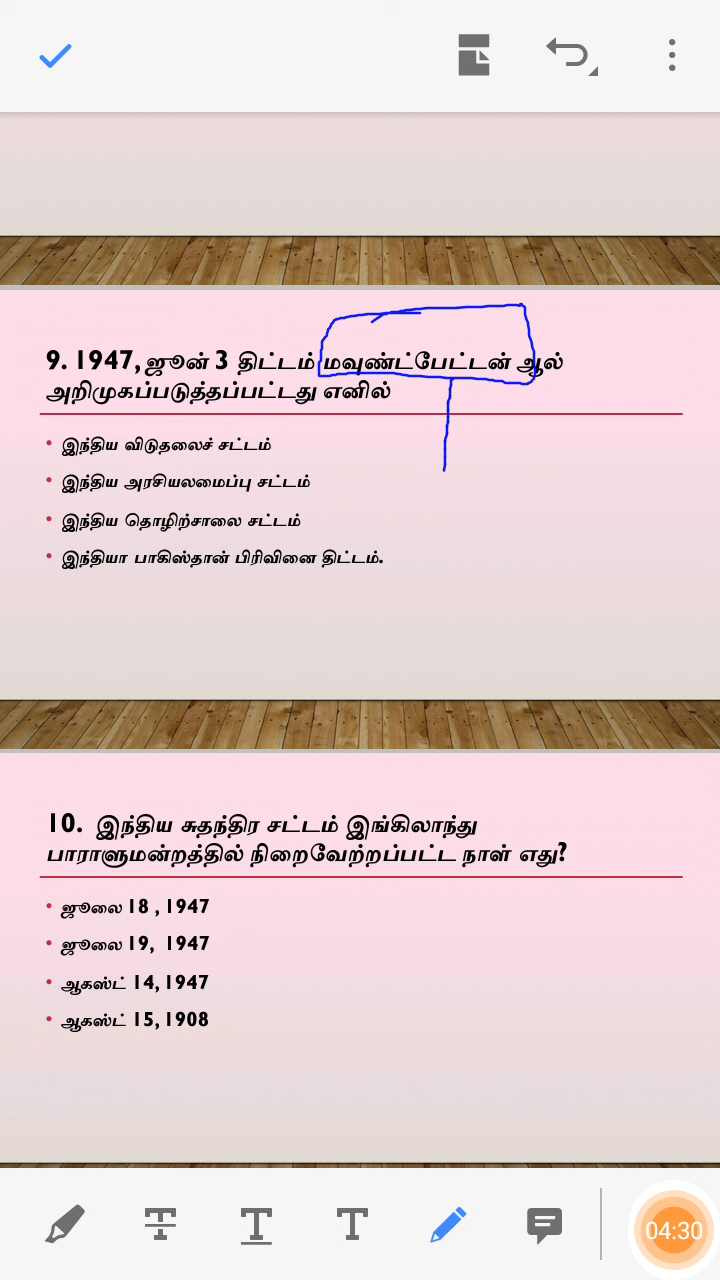 9. 1947, ஜூன் 3 திட்டம் மவுண்ட்பேட்டன் ஆல்
அறிமுகப்படுத்தப்பட்டது எனில்
• இந்திய விடுதலைச் சட்டம்
• இந்திய அரசியலமைப்பு சட்டம்
• இந்திய தொழிற்சாலை சட்டம்
• இந்தியா பாகிஸ்தான் பிரிவினை திட்டம்.
10. இந்திய சுதந்திர சட்டம் இங்கிலாந்து
பாராளுமன்றத்தில் நிறைவேற்றப்பட்ட நாள் எது?
• ஜூலை 18 , 1947
• ஜூலை 19, 1947
• ஆகஸ்ட் 14, 1947
• ஆகஸ்ட் 15, 1908
T T T
04:30